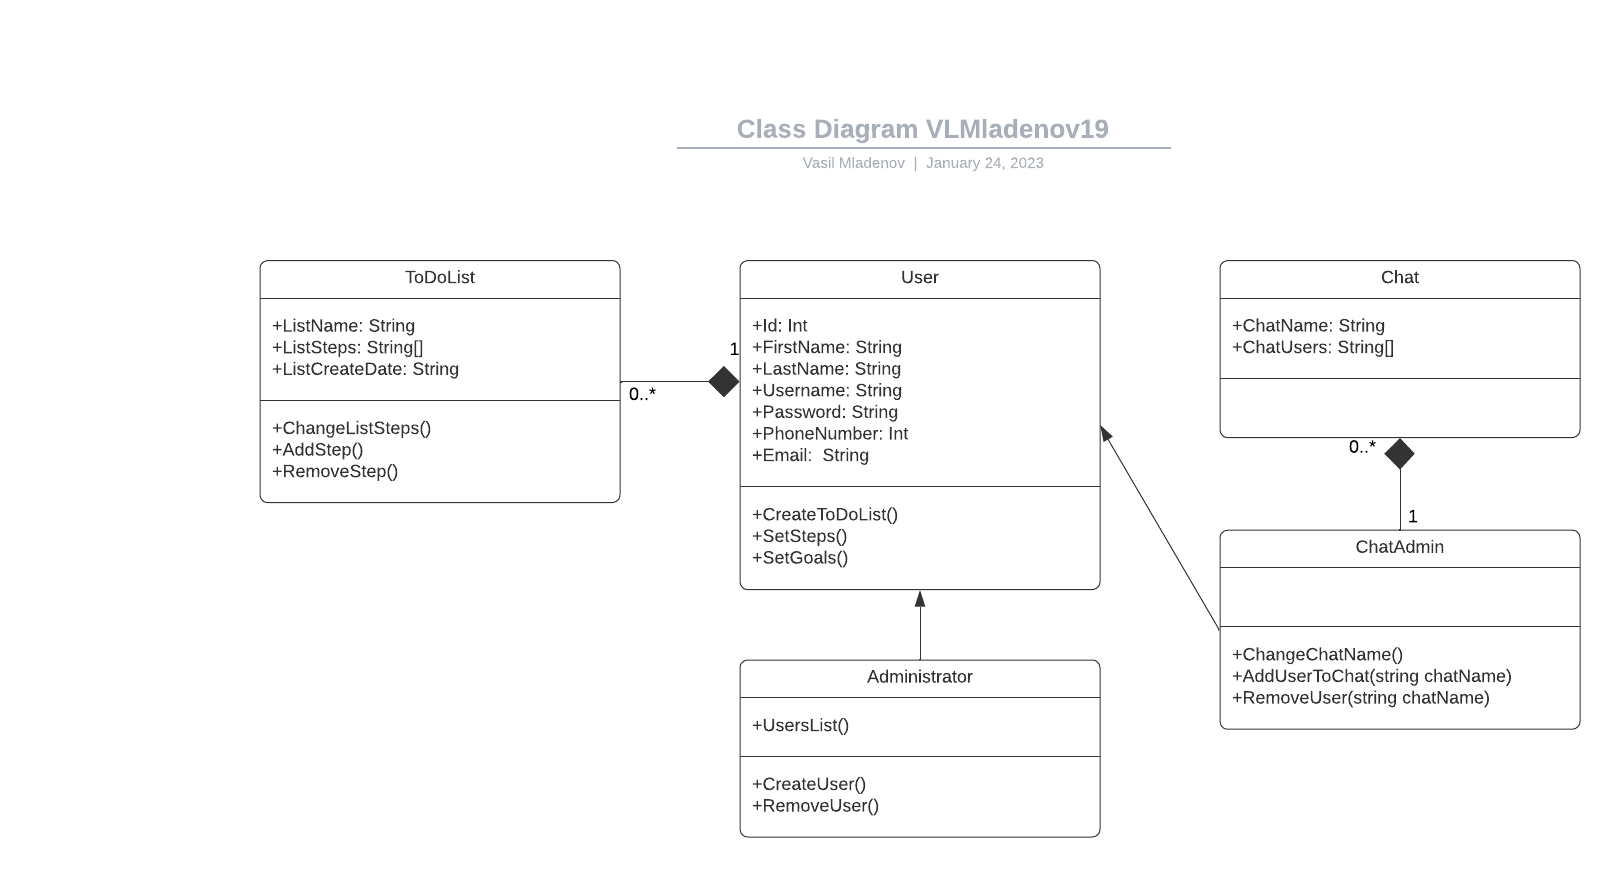 Class Diagram VLMladenov19
Vasil Mladenov | January 24, 2023
ToDoList
+ListName: String
+ListSteps: String[]
+ListCreateDate: String
+ChangeListSteps()
+AddStep()
+RemoveStep()
0..*
1
User
+Id: Int
+FirstName: String
+LastName: String
+Username: String
+Password: String
+PhoneNumber: Int
+Email:  String
+CreateToDoList()
+SetSteps()
+SetGoals()
Chat
+ChatName: String
+ChatUsers: String[]
0..*
1
ChatAdmin
+ChangeChatName()
+AddUserToChat(string chatName)
+RemoveUser(string chatName)
Administrator
+UsersList()
+CreateUser()
+RemoveUser()